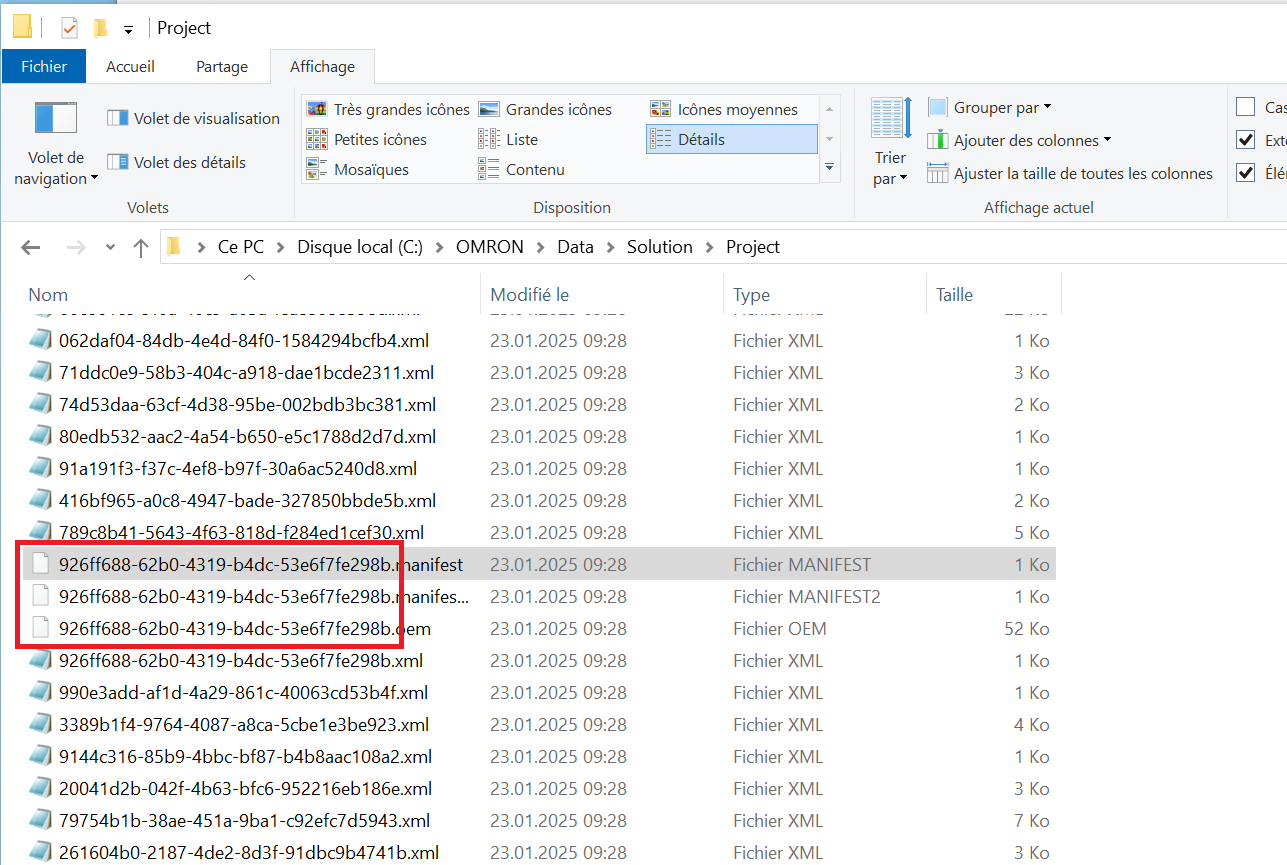 Project
Fichier Accueil Partage Affichage
Très grandes icônes Grandes icônes Icônes moyennes
Petites icônes Liste Détails
Mosaïques Contenu
Volet de navigation
Volet de visualisation
Volet des détails
Trier par
Grouper par
Ajouter des colonnes
Ajuster la taille de toutes les colonnes
Cas
Exte
Élé
Volets Disposition Affichage actuel
Ce PC > Disque local (C:) > OMRON > Data > Solution > Project
Nom Modifié le Type Taille
062daf04-84db-4e4d-84f0-1584294bcfb4.xml 23.01.2025 09:28 Fichier XML 1 Ko
71ddc0e9-58b3-404c-a918-dae1bcde2311.xml 23.01.2025 09:28 Fichier XML 3 Ko
74d53daa-63cf-4d38-95be-002bdb3bc381.xml 23.01.2025 09:28 Fichier XML 2 Ko
80edb532-aac2-4a54-b650-e5c1788d2d7d.xml 23.01.2025 09:28 Fichier XML 1 Ko
91a191f3-f37c-4ef8-b97f-30a6ac5240d8.xml 23.01.2025 09:28 Fichier XML 1 Ko
416bf965-a0c8-4947-bade-327850bbde5b.xml 23.01.2025 09:28 Fichier XML 2 Ko
789c8b41-5643-4f63-818d-f284ed1cef30.xml 23.01.2025 09:28 Fichier XML 5 Ko
926ff688-62b0-4319-b4dc-53e6f7fe298b.manifest 23.01.2025 09:28 Fichier MANIFEST 1 Ko
926ff688-62b0-4319-b4dc-53e6f7fe298b.manifes... 23.01.2025 09:28 Fichier MANIFEST2 1 Ko
926ff688-62b0-4319-b4dc-53e6f7fe298b.oem 23.01.2025 09:28 Fichier OEM 52 Ko
926ff688-62b0-4319-b4dc-53e6f7fe298b.xml 23.01.2025 09:28 Fichier XML 1 Ko
990e3add-af1d-4a29-861c-40063cd53b4f.xml 23.01.2025 09:28 Fichier XML 1 Ko
3389b1f4-9764-4087-a8ca-5cbe1e3be923.xml 23.01.2025 09:28 Fichier XML 4 Ko
9144c316-85b9-4bbc-bf87-b4b8aac108a2.xml 23.01.2025 09:28 Fichier XML 1 Ko
20041d2b-042f-4b63-bfc6-952216eb186e.xml 23.01.2025 09:28 Fichier XML 3 Ko
79754b1b-38ae-451a-9ba1-c92efc7d5943.xml 23.01.2025 09:28 Fichier XML 7 Ko
261604b0-2187-4de2-8d3f-91dbc9b4741b.xml 23.01.2025 09:28 Fichier XML 3 Ko